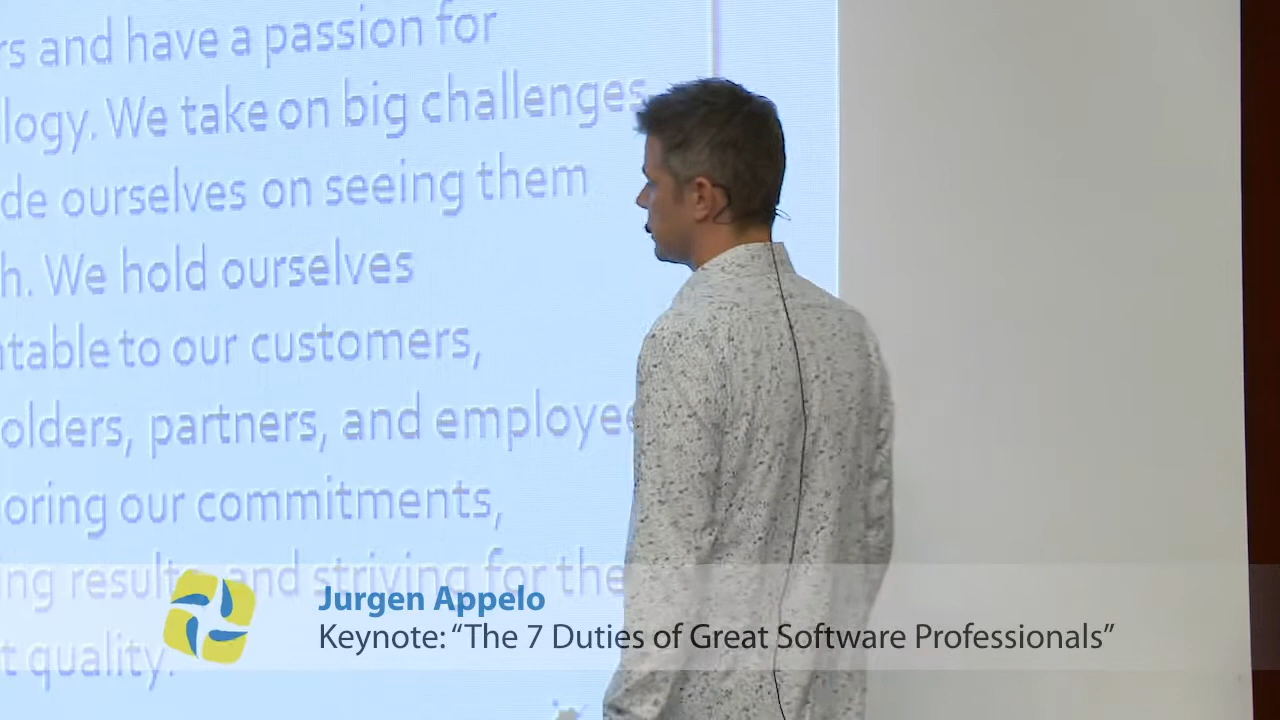 rs and have a passion for
logy. We take on big challenges
de ourselves on seeing them
h. We hold ourselves
ntable to our customers,
olders, partners, and employee
oring our commitments,
ing results and striving for the
t quality.
Jurgen Appelo
Keynote: “The 7 Duties of Great Software Professionals”